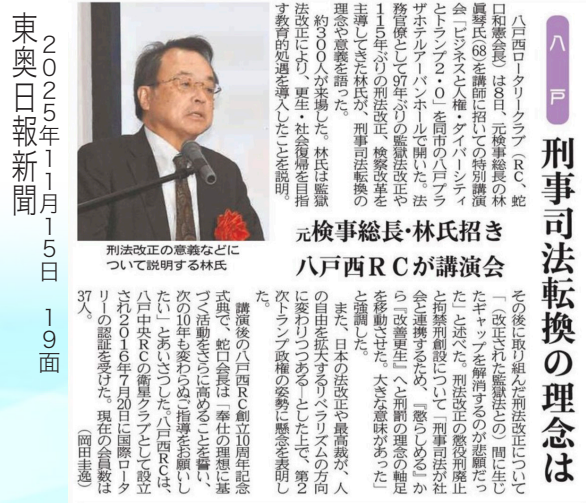 東奥日報新聞
2025年11月15日　19面
八戸
刑事司法転換の理念は
元検事総長・林氏招き
八戸西RCが講演会
八戸西ロータリークラブ(RC、蛇
口和憲会長)は8日、元検事総長の林
眞琴氏(68)を講師に招いての特別講演
会「ビジネスと人権・ダイバーシティ
とトランプ2・0」を同市の八戸プラ
ザホテルアーバンホールで開いた。法
務官僚として97年ぶりの監獄法改正や
115年ぶりの刑法改正、検察改革を
主導してきた林氏が、刑事司法転換の
理念や意義を語った。
約300人が来場した。林氏は監獄
法改正により、更生・社会復帰を目指
す教育的処遇を導入したことを説明。
刑法改正の意義などに
ついて説明する林氏
その後に取り組んだ刑法改正について
「(改正された監獄法との)間に生じ
たギャップを解消するのが悲願だっ
た」と述べた。刑法改正の懲役刑廃止
と拘禁刑創設について「刑事司法が社
会と連携するため、『懲らしめる』か
ら『改善更生』へと刑罰の理念の軸足
を移動させた。大きな意味があった」
と強調した。
また、日本の法改正や最高裁が、人
の自由を拡大するリベラリズムの方向
に変わりつつある―とした上で、第2
次トランプ政権の姿勢に懸念を表明し
た。
講演後の八戸西RC創立10周年記念
式典で、蛇口会長は「奉仕の理想に基
づく活動をさらに高めることを誓い、
次の10年も変わらぬご指導をお願いし
たい」とあいさつした。八戸西RCは、
八戸中央RCの衛星クラブとして設立
され2016年7月20日に国際ロータ
リーの認証を受けた。現在の会員数は
37人。
(岡田圭逸)